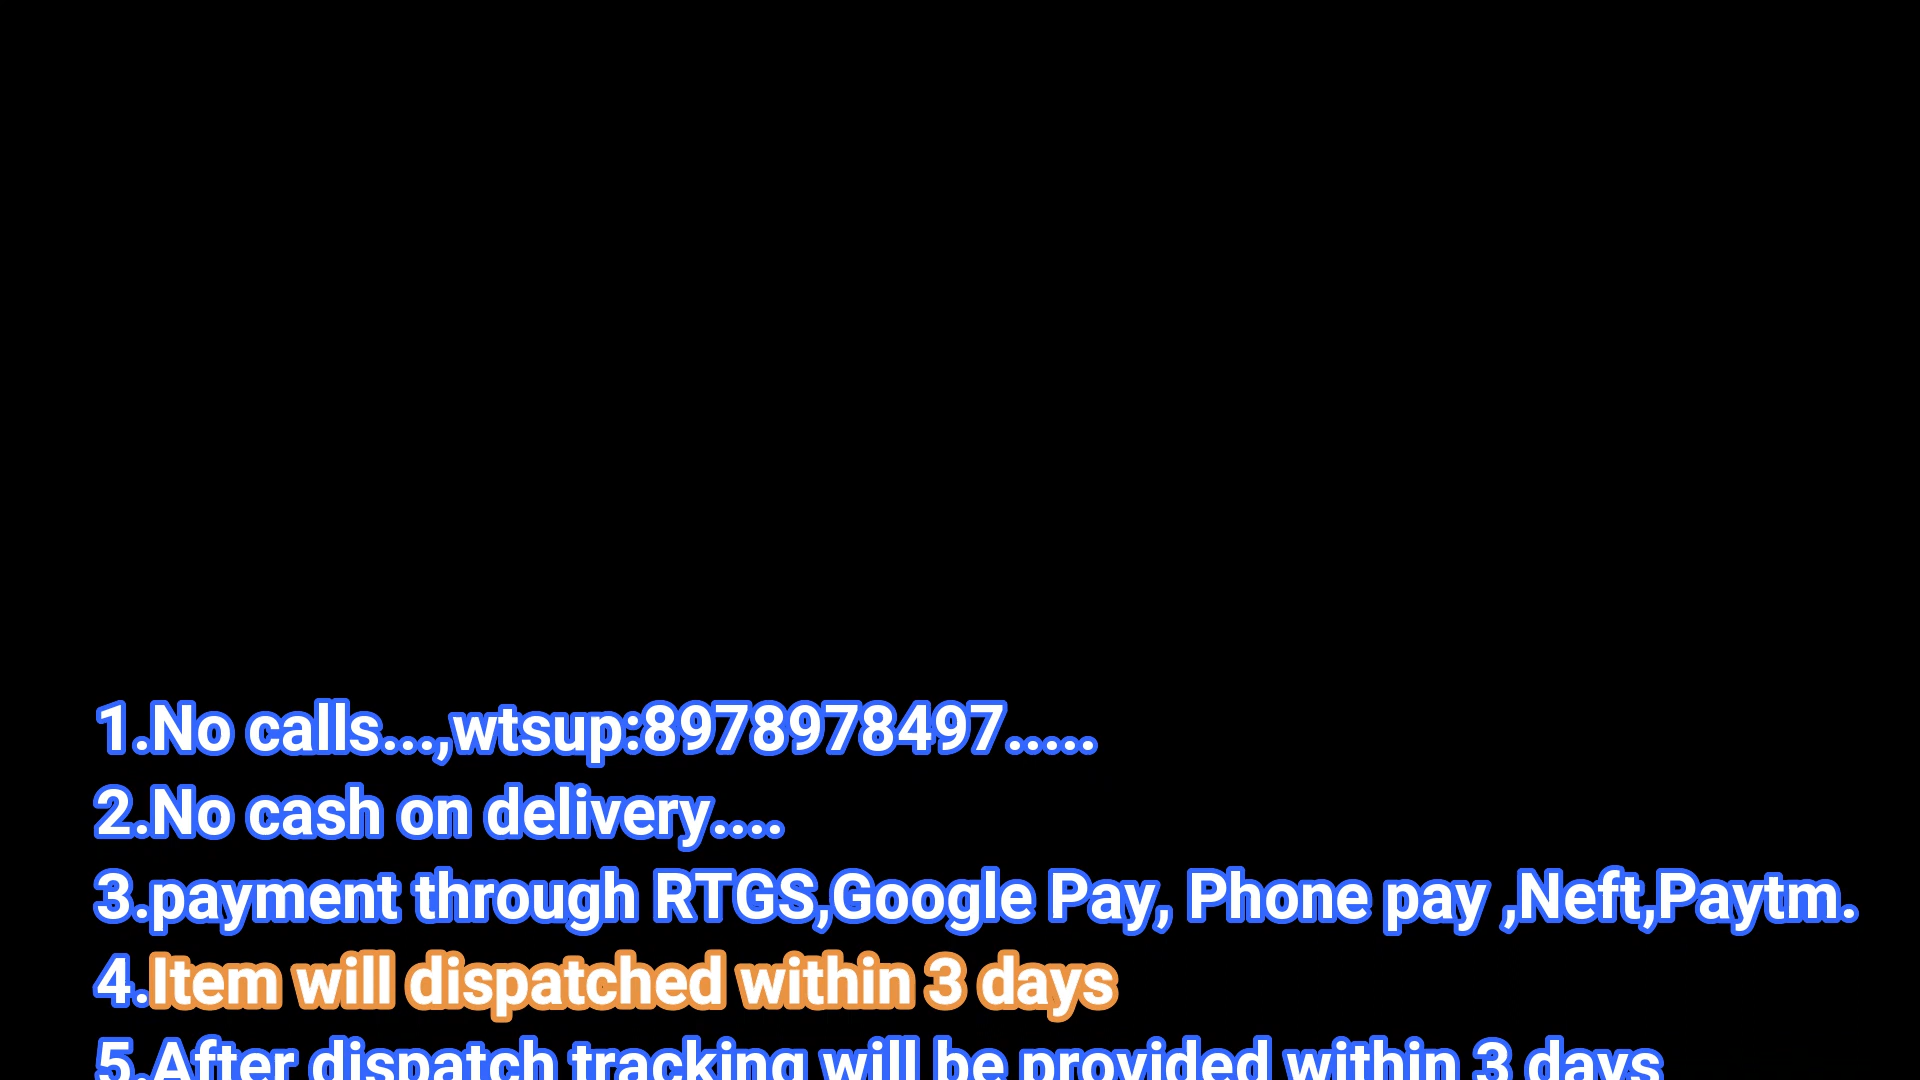 1.No calls...,wtsup:8978978497.....
2.No cash on delivery....
3.payment through RTGS,Google Pay, Phone pay ,Neft,Paytm.
4.Item will dispatched within 3 days
5.After dispatch tracking will be provided within 3 days